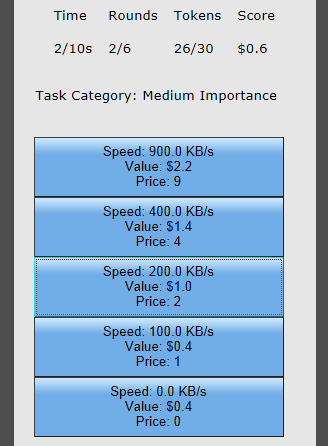 Time Rounds Tokens Score
2/10s 2/6 26/30 $0.6
Task Category: Medium Importance
Speed: 900.0 KB/s
Value: $2.2
Price: 9
Speed: 400.0 KB/s
Value: $1.4
Price: 4
Speed: 200.0 KB/s
Value: $1.0
Price: 2
Speed: 100.0 KB/s
Value: $0.4
Price: 1
Speed: 0.0 KB/s
Value: $0.4
Price: 0